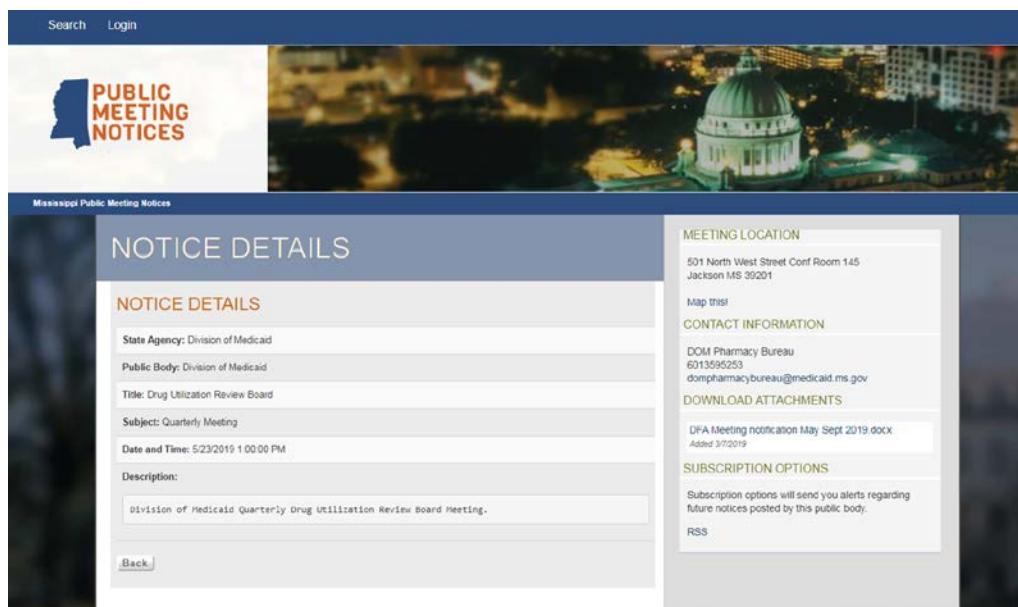 Search Login
PUBLIC
MEETING
NOTICES
Mississippi Public Meeting Notices
NOTICE DETAILS
NOTICE DETAILS
State Agency: Division of Medicaid
Public Body: Division of Medicaid
Title: Drug Utilization Review Board
Subject: Quarterly Meeting
Date and Time: 5/23/2019 1:00:00 PM
Description:
Division of Medicaid Quarterly Drug Utilization Review Board Meeting.
Back
MEETING LOCATION
501 North West Street Conf Room 145
Jackson MS 39201
Map this!
CONTACT INFORMATION
DOM Pharmacy Bureau
6013595253
dompharmacybureau@medicaid.ms.gov
DOWNLOAD ATTACHMENTS
DFA Meeting notification May Sept 2019.docx
Added 3/7/2019
SUBSCRIPTION OPTIONS
Subscription options will send you alerts regarding
future notices posted by this public body.
RSS